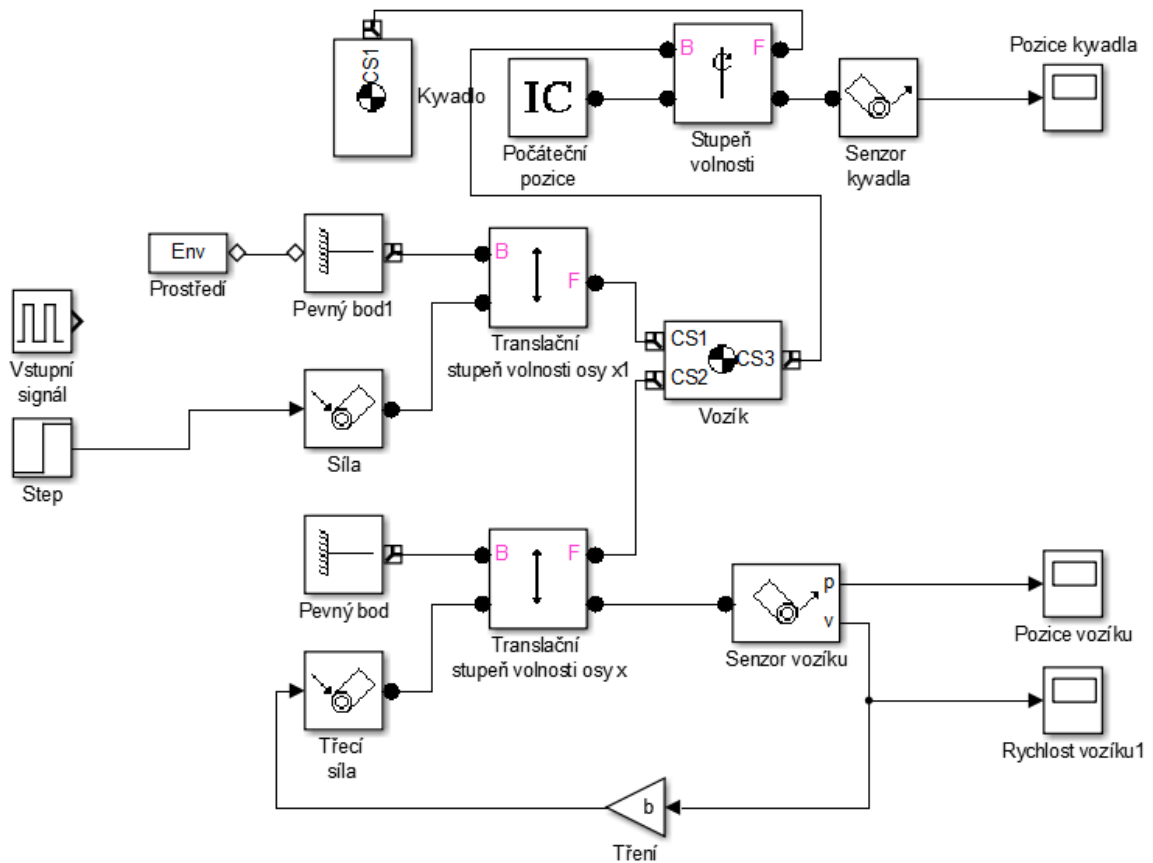 CS1
Kyvadlo
IC
Počáteční
pozice
B
F
Stupeň
volnosti
Senzor
kyvadla
Pozice kyvadla
Env
Prostředí
Pevný bod1
B
F
Translační
stupeň volnosti osy x1
Vstupní
signál
Step
Síla
CS1
CS2
CS3
Vozík
Pevný bod
B
F
Translační
stupeň volnosti osy x
p
v
Senzor vozíku
Pozice vozíku
Třecí
síla
Rychlost vozíku1
b
Tření